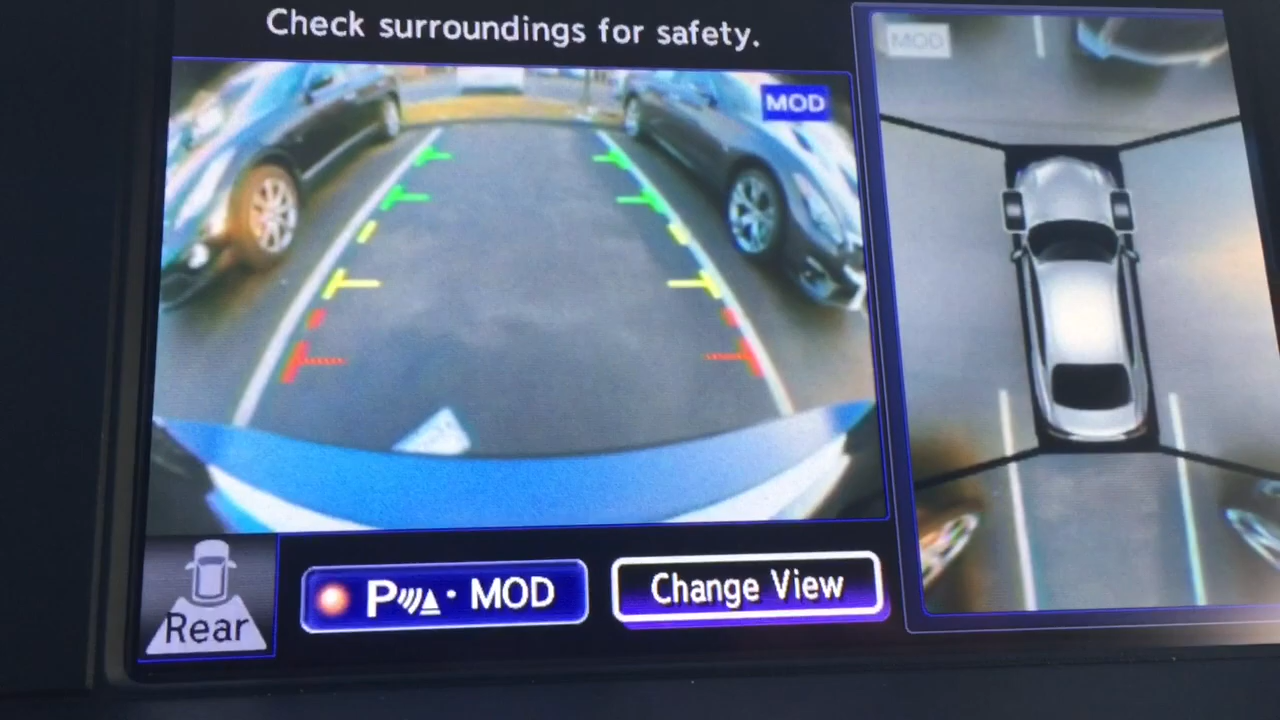 Check surroundings for safety.
MOD
MOD
Rear
P · MOD
Change View